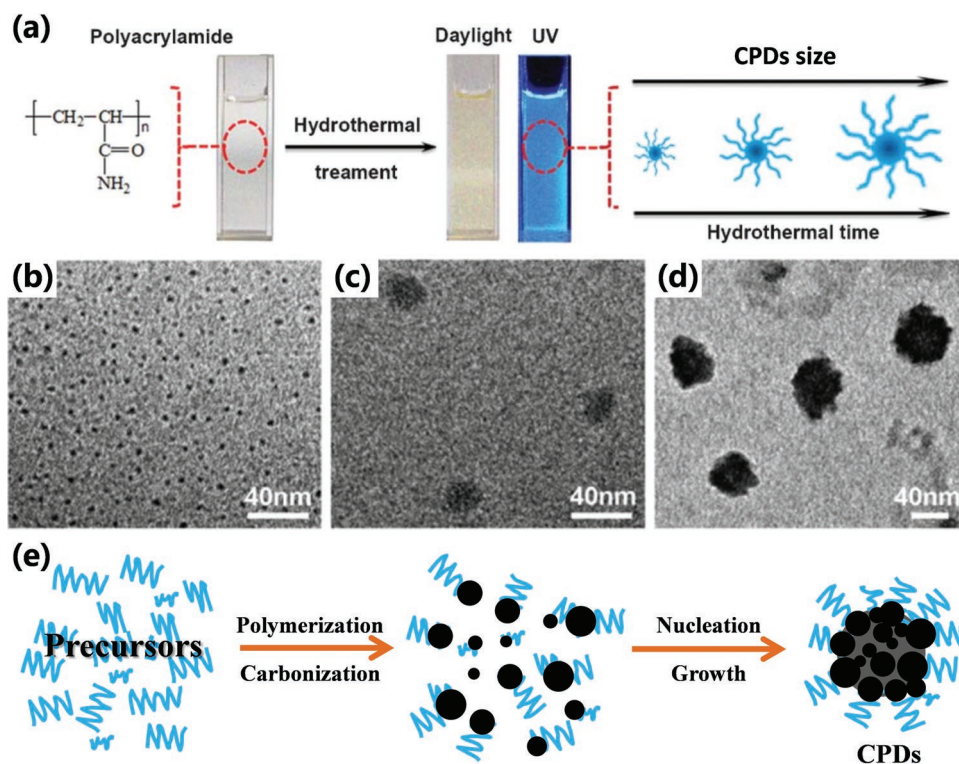 (a)
Polyacrylamide
Daylight
UV
CPDs size
CH₂
CH
n
C
O
NH₂
Hydrothermal
treament
Hydrothermal time
(b)
(c)
(d)
40nm
40nm
40nm
(e)
Precursors
Polymerization
Carbonization
Nucleation
Growth
CPDs